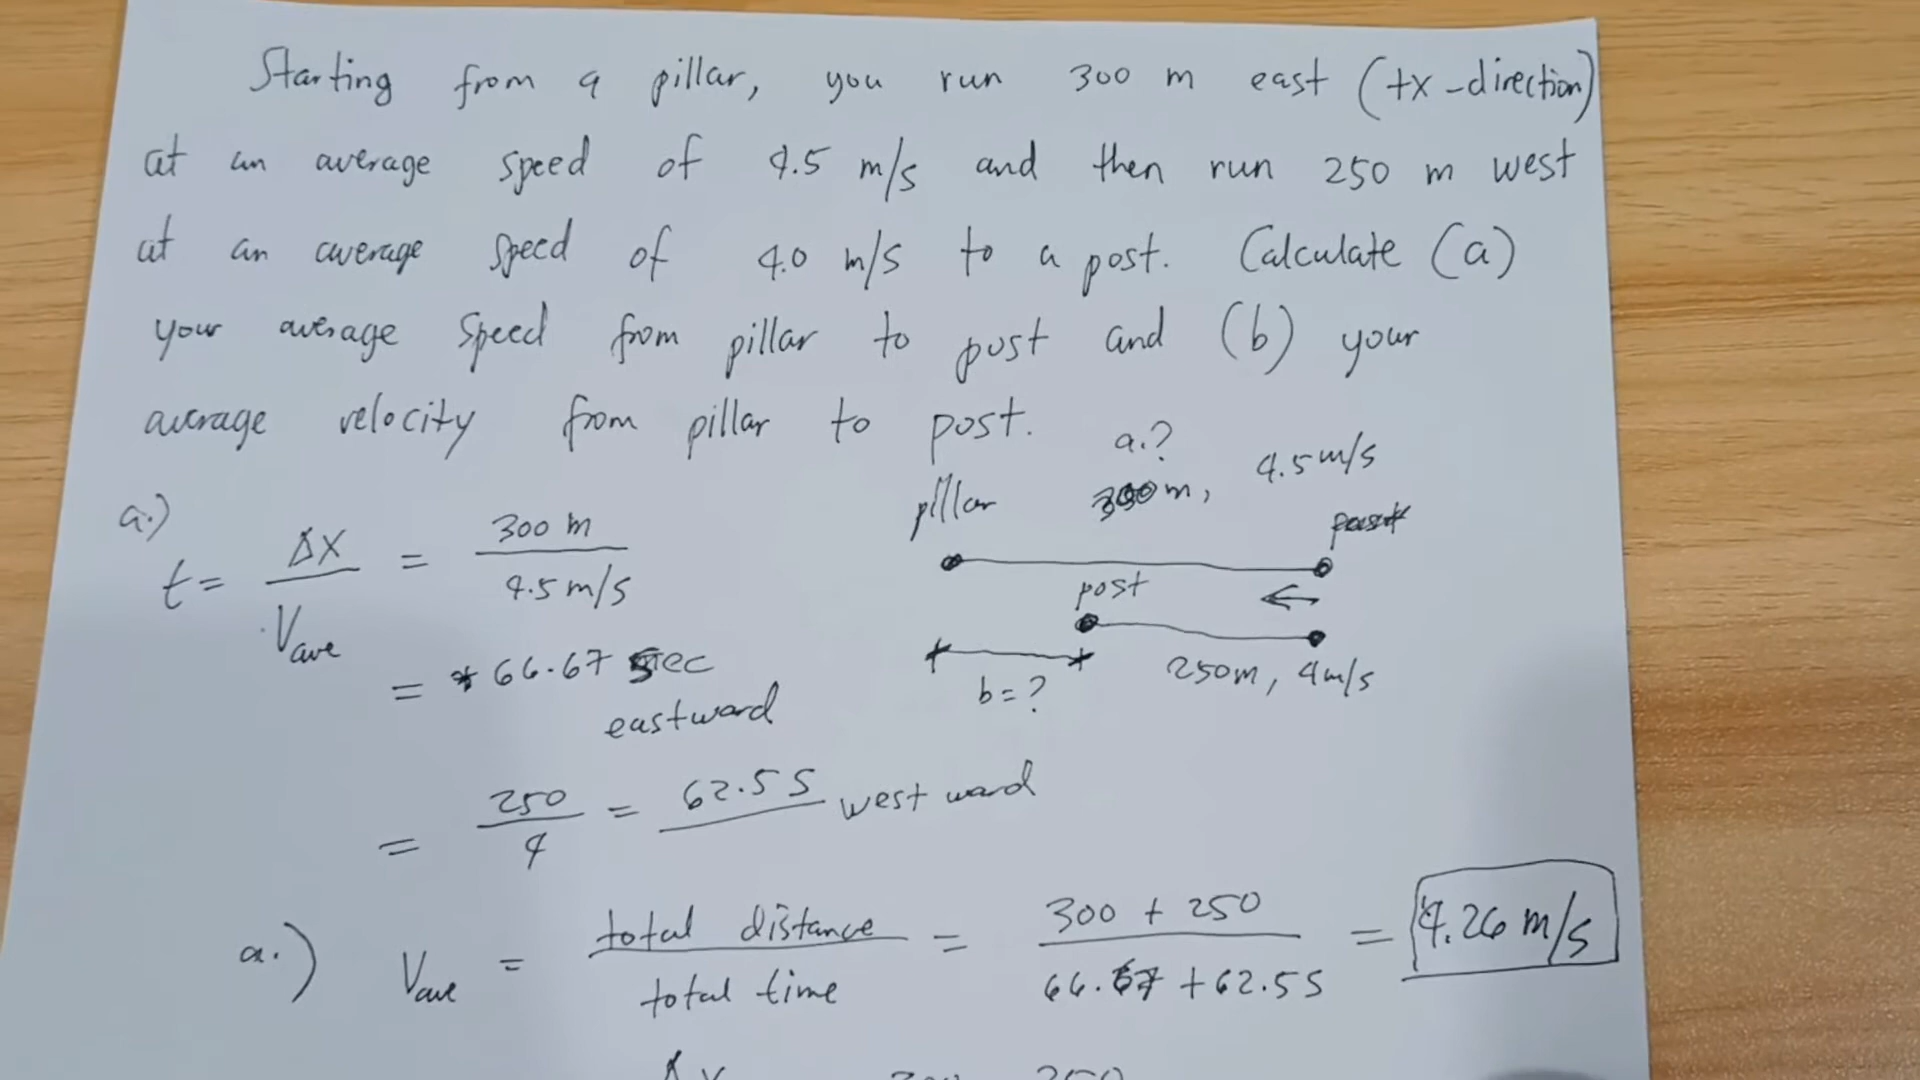 Starting from a pillar, you run 300 m east (+x-direction)
at an average speed of 4.5 m/s and then run 250 m west
at an average speed of 4.0 m/s to a post. Calculate (a)
your average speed from pillar to post and (b) your
average velocity from pillar to post.
a.?
pillar 300m, 4.5m/s
post
a.) t = Δx / Vave = 300 m / 4.5 m/s
post
= 66.67 sec
eastward
b = ? 250m, 4m/s
= 250 / 4 = 62.5 s west ward
a.) Vave = total distance / total time = 300 + 250 / 66.67 + 62.5 s = 4.26 m/s